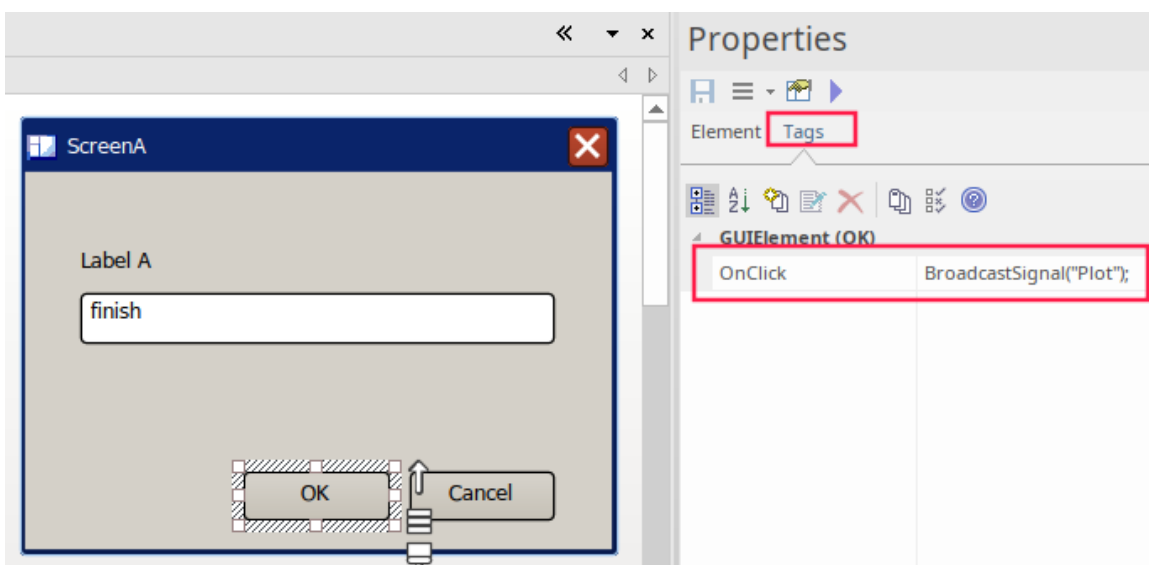 Properties
Element Tags
ScreenA
GUIElement (OK)
Label A
OnClick BroadcastSignal("Plot");
finish
OK Cancel